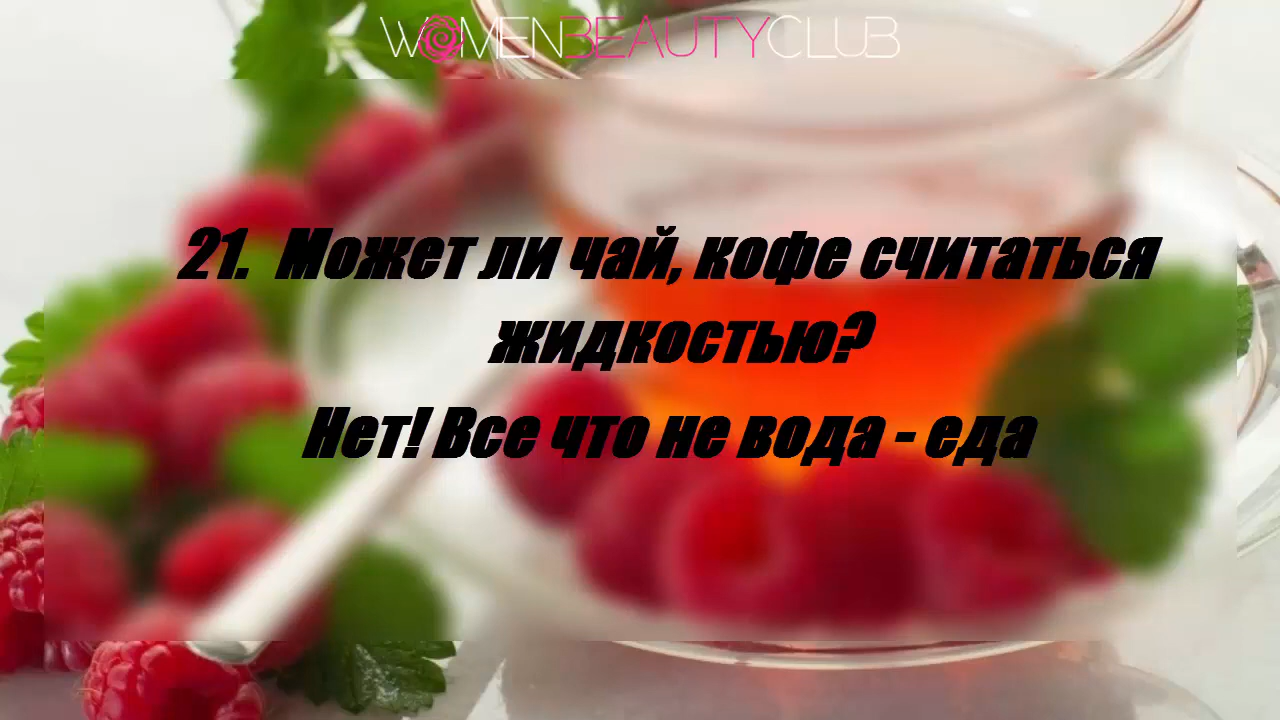 WOMENBEAUTYCLUB
21. Может ли чай, кофе считаться
жидкостью?
Нет! Все что не вода - еда